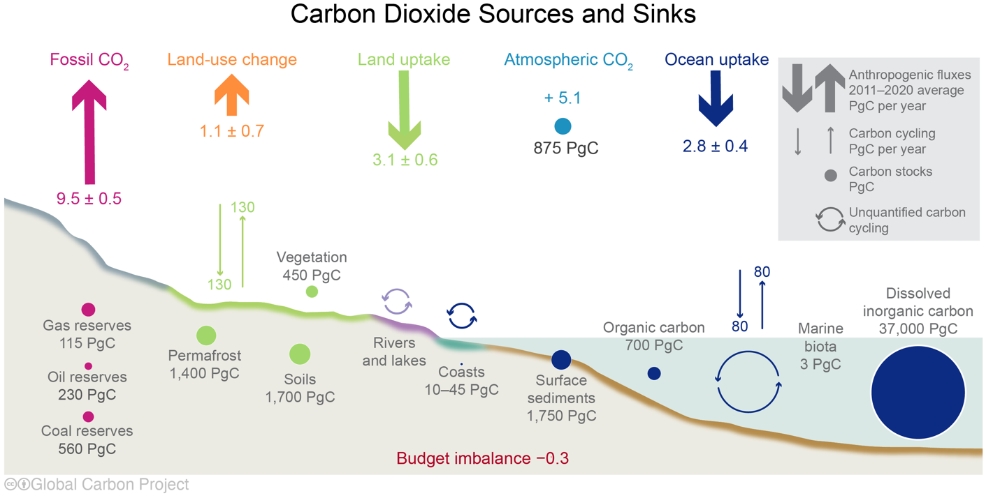 Carbon Dioxide Sources and Sinks
Fossil CO₂
9.5 ± 0.5
Land-use change
1.1 ± 0.7
Land uptake
3.1 ± 0.6
Atmospheric CO₂
+ 5.1
875 PgC
Ocean uptake
2.8 ± 0.4
Anthropogenic fluxes
2011–2020 average
PgC per year
Carbon cycling
PgC per year
Carbon stocks
PgC
Unquantified carbon
cycling
130
130
Vegetation
450 PgC
Gas reserves
115 PgC
Oil reserves
230 PgC
Coal reserves
560 PgC
Permafrost
1,400 PgC
Soils
1,700 PgC
Rivers
and lakes
Coasts
10–45 PgC
Surface
sediments
1,750 PgC
Organic carbon
700 PgC
80
80
Marine
biota
3 PgC
Dissolved
inorganic carbon
37,000 PgC
Budget imbalance −0.3
Global Carbon Project